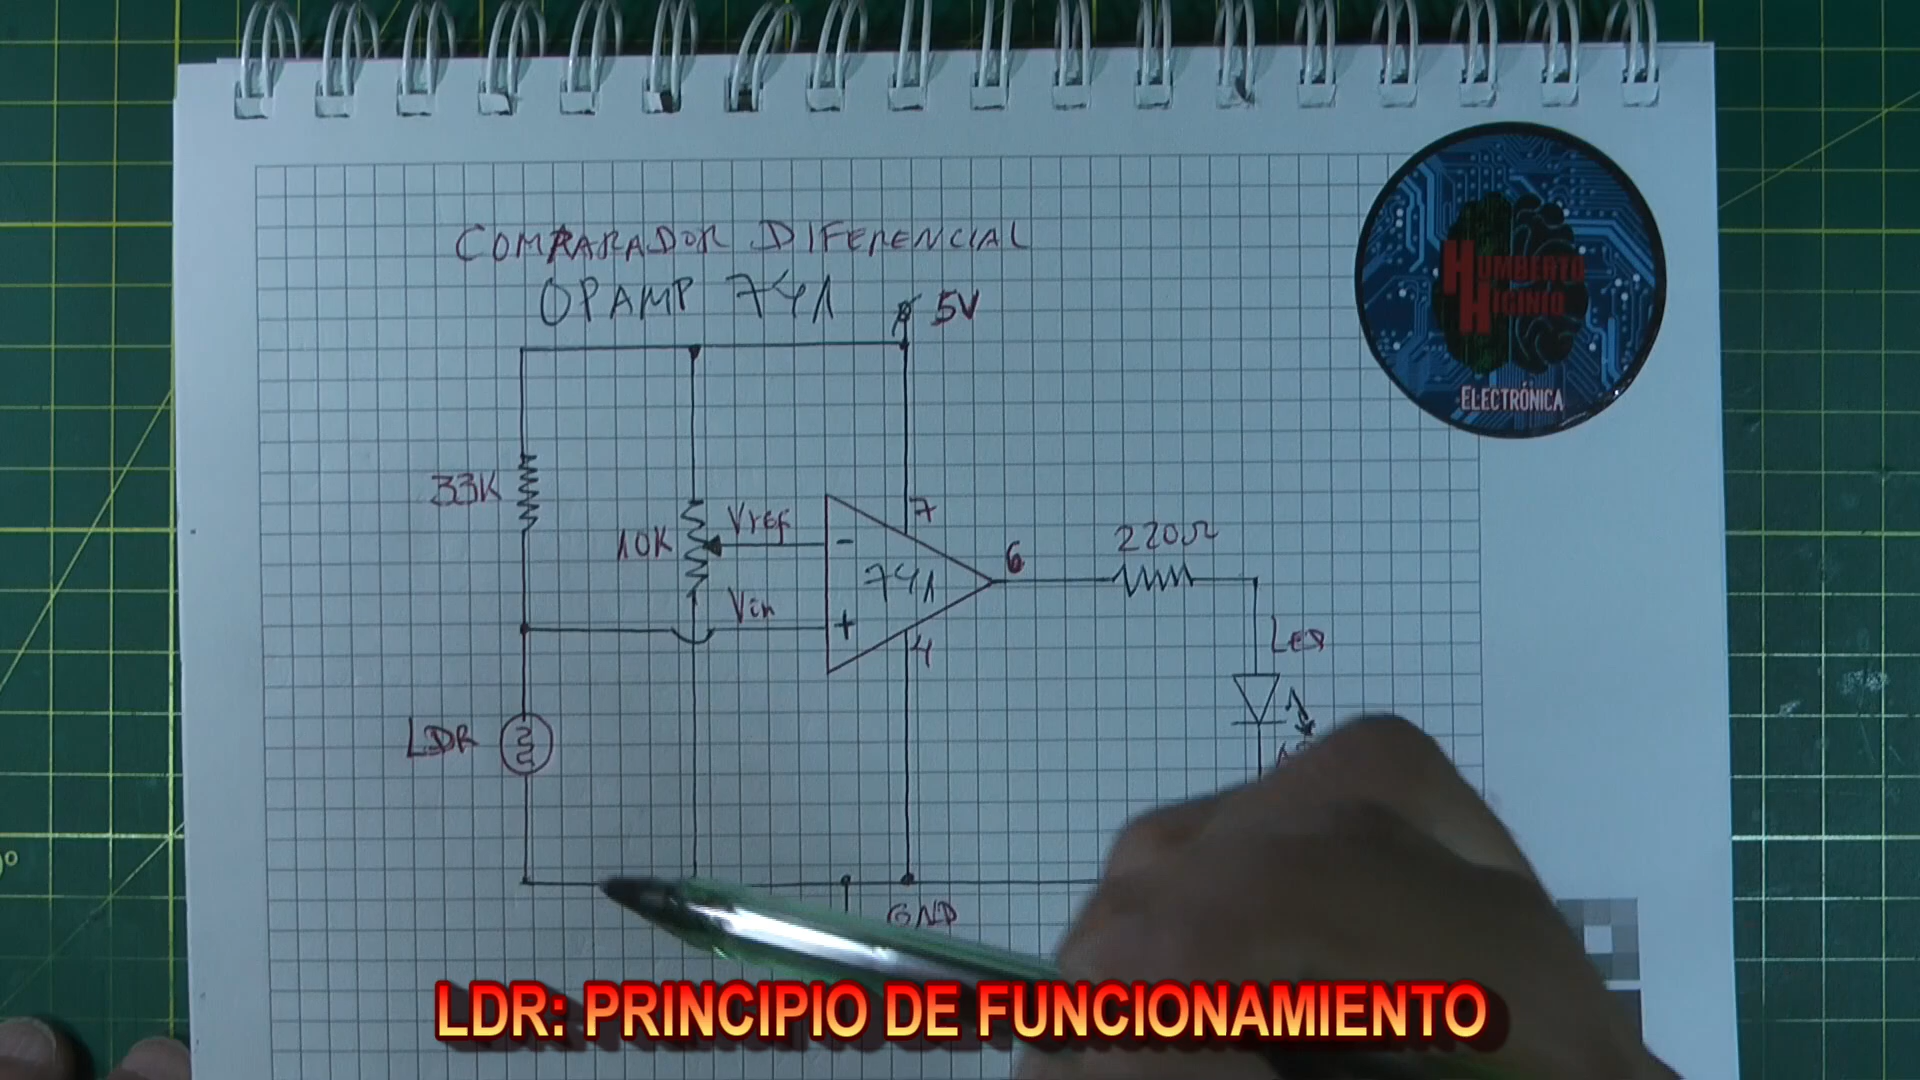 COMPARADOR DIFERENCIAL
OPAMP 741
5V
33K
10K
Vref
-
7
741
6
220Ω
Vin
+
4
LED
LDR
GND
HUMBERTO
HIGINIO
ELECTRÓNICA
LDR: PRINCIPIO DE FUNCIONAMIENTO